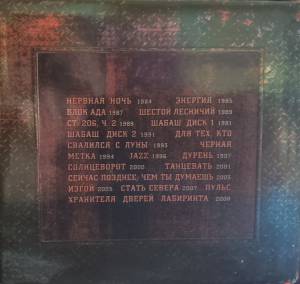 НЕРВНАЯ НОЧЬ 1984 ЭНЕРГИЯ 1985
БЛОК АДА 1987 ШЕСТОЙ ЛЕСНИЧИЙ 1989
СТ. 206, Ч. 2 1989 ШАБАШ ДИСК 1 1991
ШАБАШ ДИСК 2 1991 ДЛЯ ТЕХ, КТО
СВАЛИЛСЯ С ЛУНЫ 1993 ЧЕРНАЯ
МЕТКА 1994 JAZZ 1996 ДУРЕНЬ 1997
СОЛНЦЕВОРОТ 2000 ТАНЦЕВАТЬ 2001
СЕЙЧАС ПОЗДНЕЕ, ЧЕМ ТЫ ДУМАЕШЬ 2003
ИЗГОЙ 2005 СТАТЬ СЕВЕРА 2007 ПУЛЬС
ХРАНИТЕЛЯ ДВЕРЕЙ ЛАБИРИНТА 2008